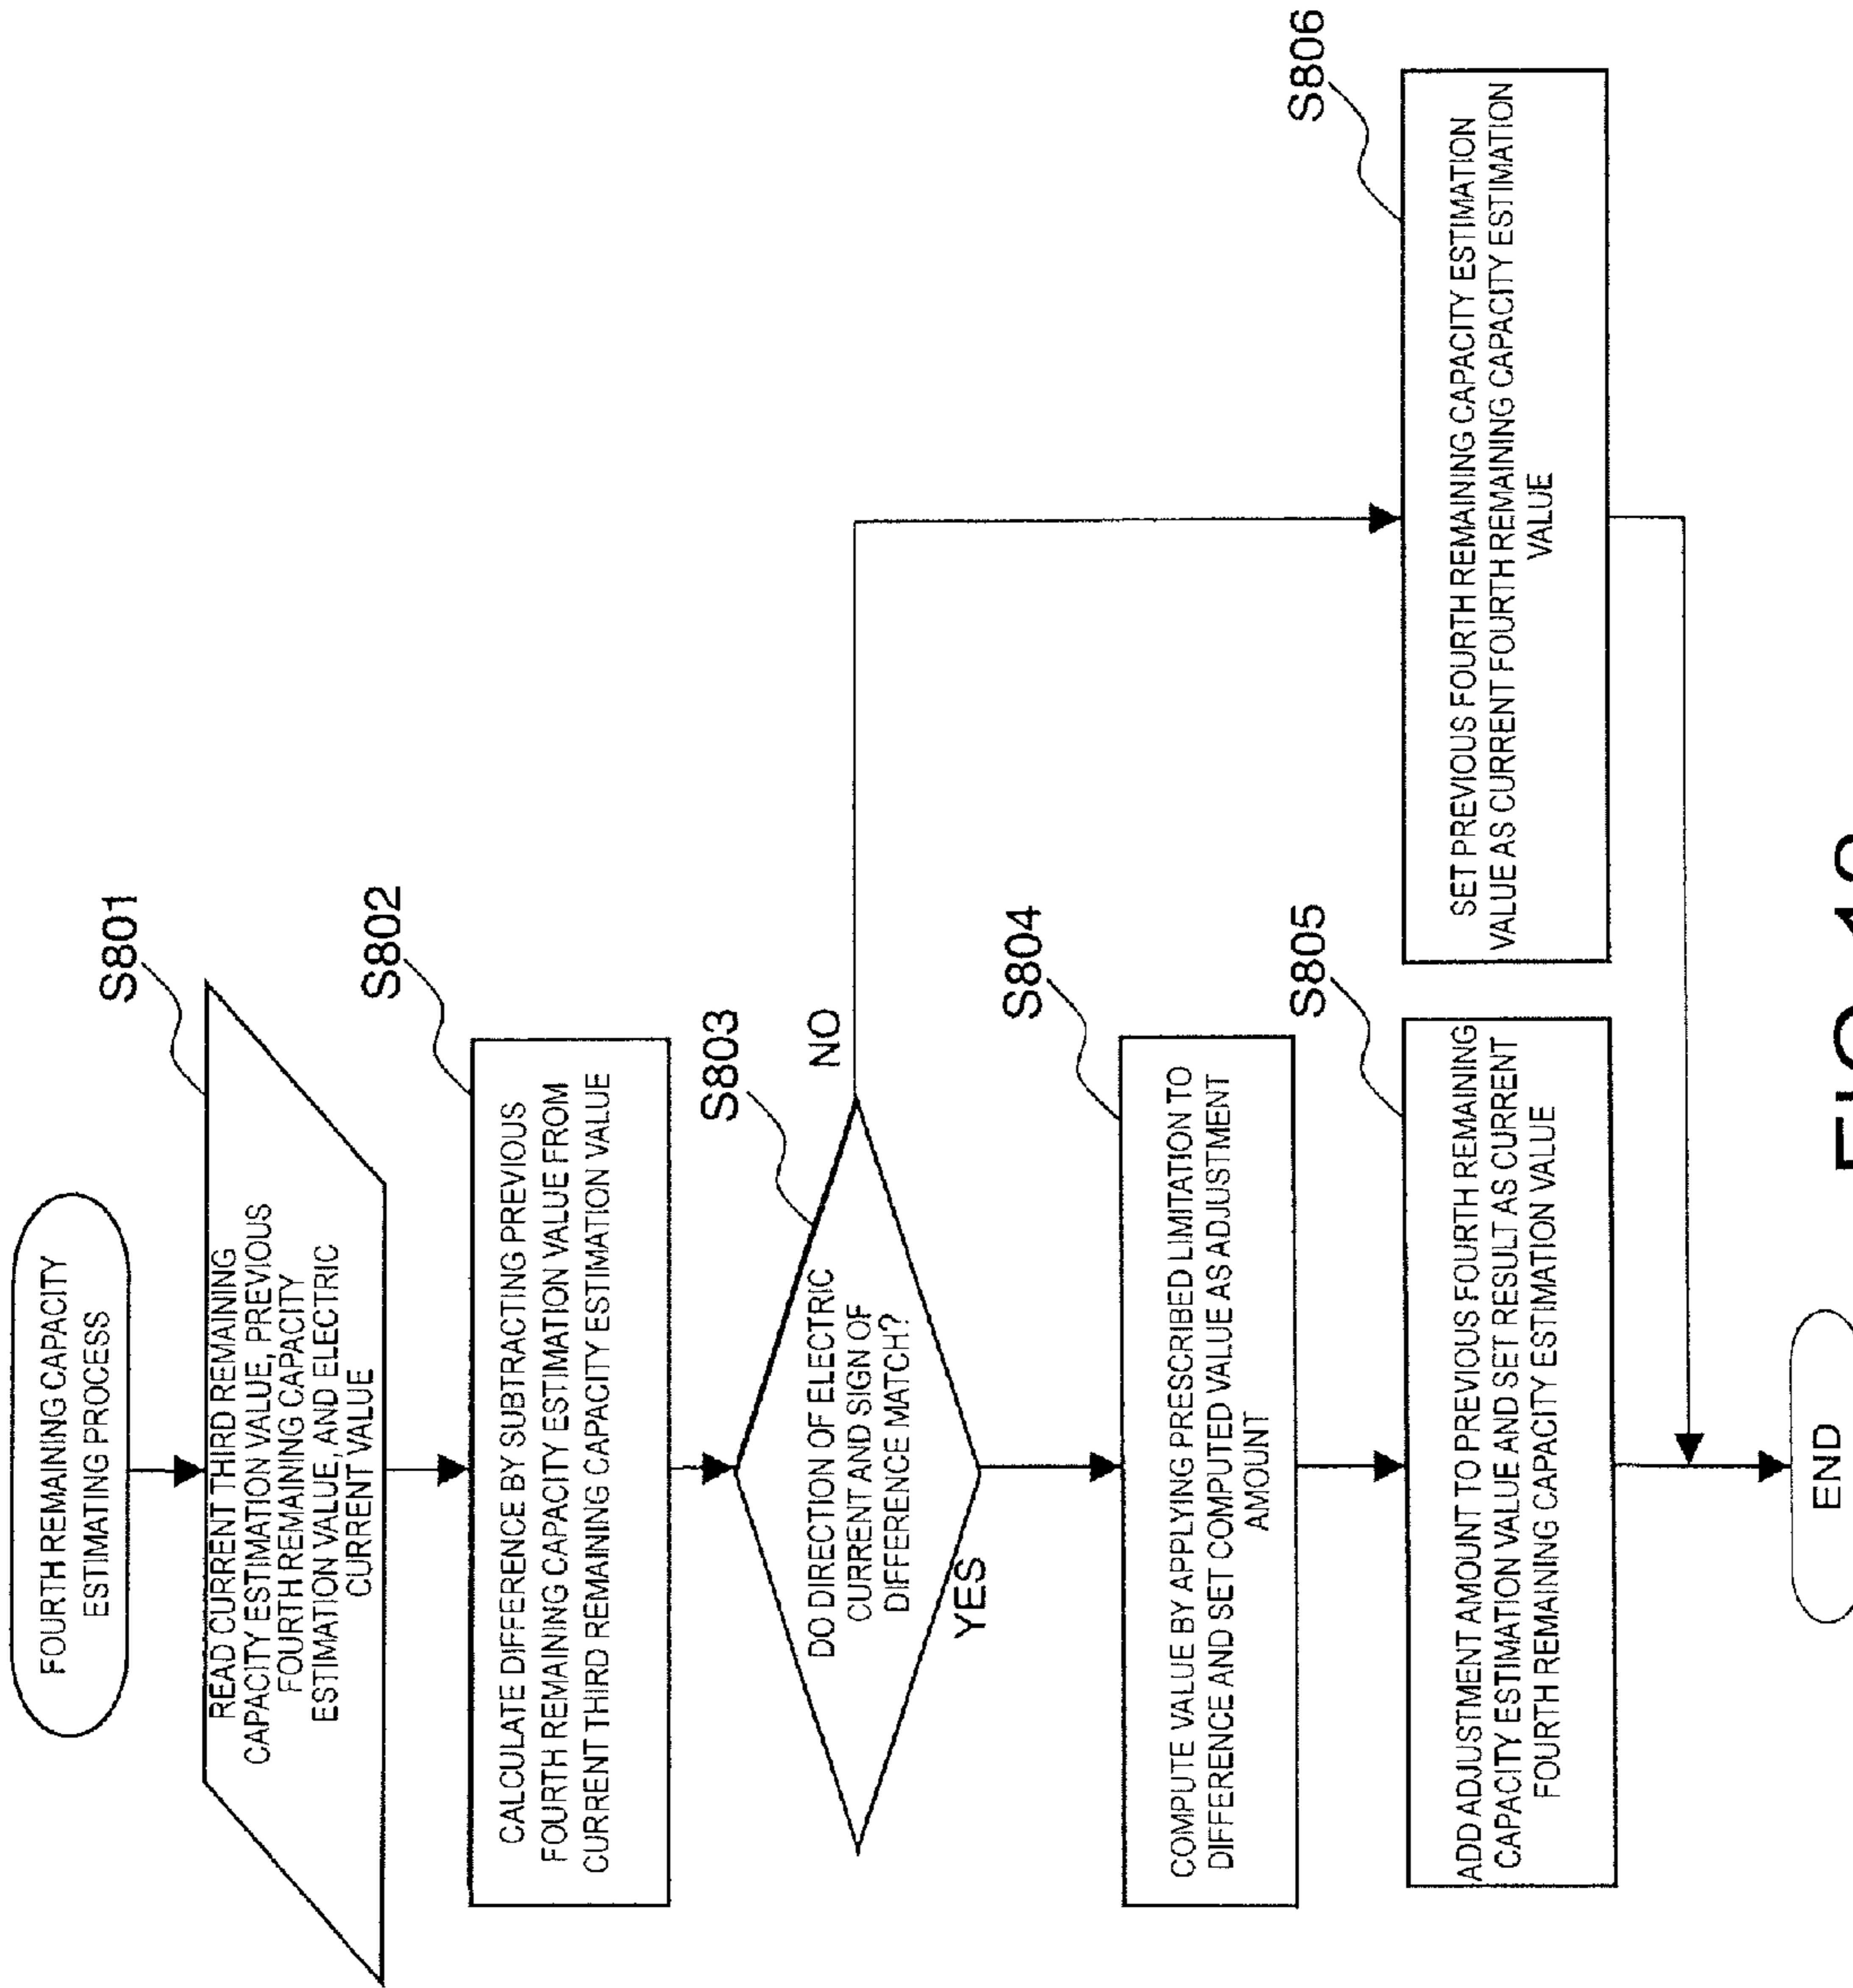 FOURTH REMAINING CAPACITY
ESTIMATING PROCESS
S801
READ CURRENT THIRD REMAINING
CAPACITY ESTIMATION VALUE, PREVIOUS
FOURTH REMAINING CAPACITY
ESTIMATION VALUE, AND ELECTRIC
CURRENT VALUE
S802
CALCULATE DIFFERENCE BY SUBTRACTING PREVIOUS
FOURTH REMAINING CAPACITY ESTIMATION VALUE FROM
CURRENT THIRD REMAINING CAPACITY ESTIMATION VALUE
S803
DO DIRECTION OF ELECTRIC
CURRENT AND SIGN OF
DIFFERENCE MATCH?
NO
YES
S804
COMPUTE VALUE BY APPLYING PRESCRIBED LIMITATION TO
DIFFERENCE AND SET COMPUTED VALUE AS ADJUSTMENT
AMOUNT
S805
ADD ADJUSTMENT AMOUNT TO PREVIOUS FOURTH REMAINING
CAPACITY ESTIMATION VALUE AND SET RESULT AS CURRENT
FOURTH REMAINING CAPACITY ESTIMATION VALUE
S806
SET PREVIOUS FOURTH REMAINING CAPACITY ESTIMATION
VALUE AS CURRENT FOURTH REMAINING CAPACITY ESTIMATION
VALUE
END